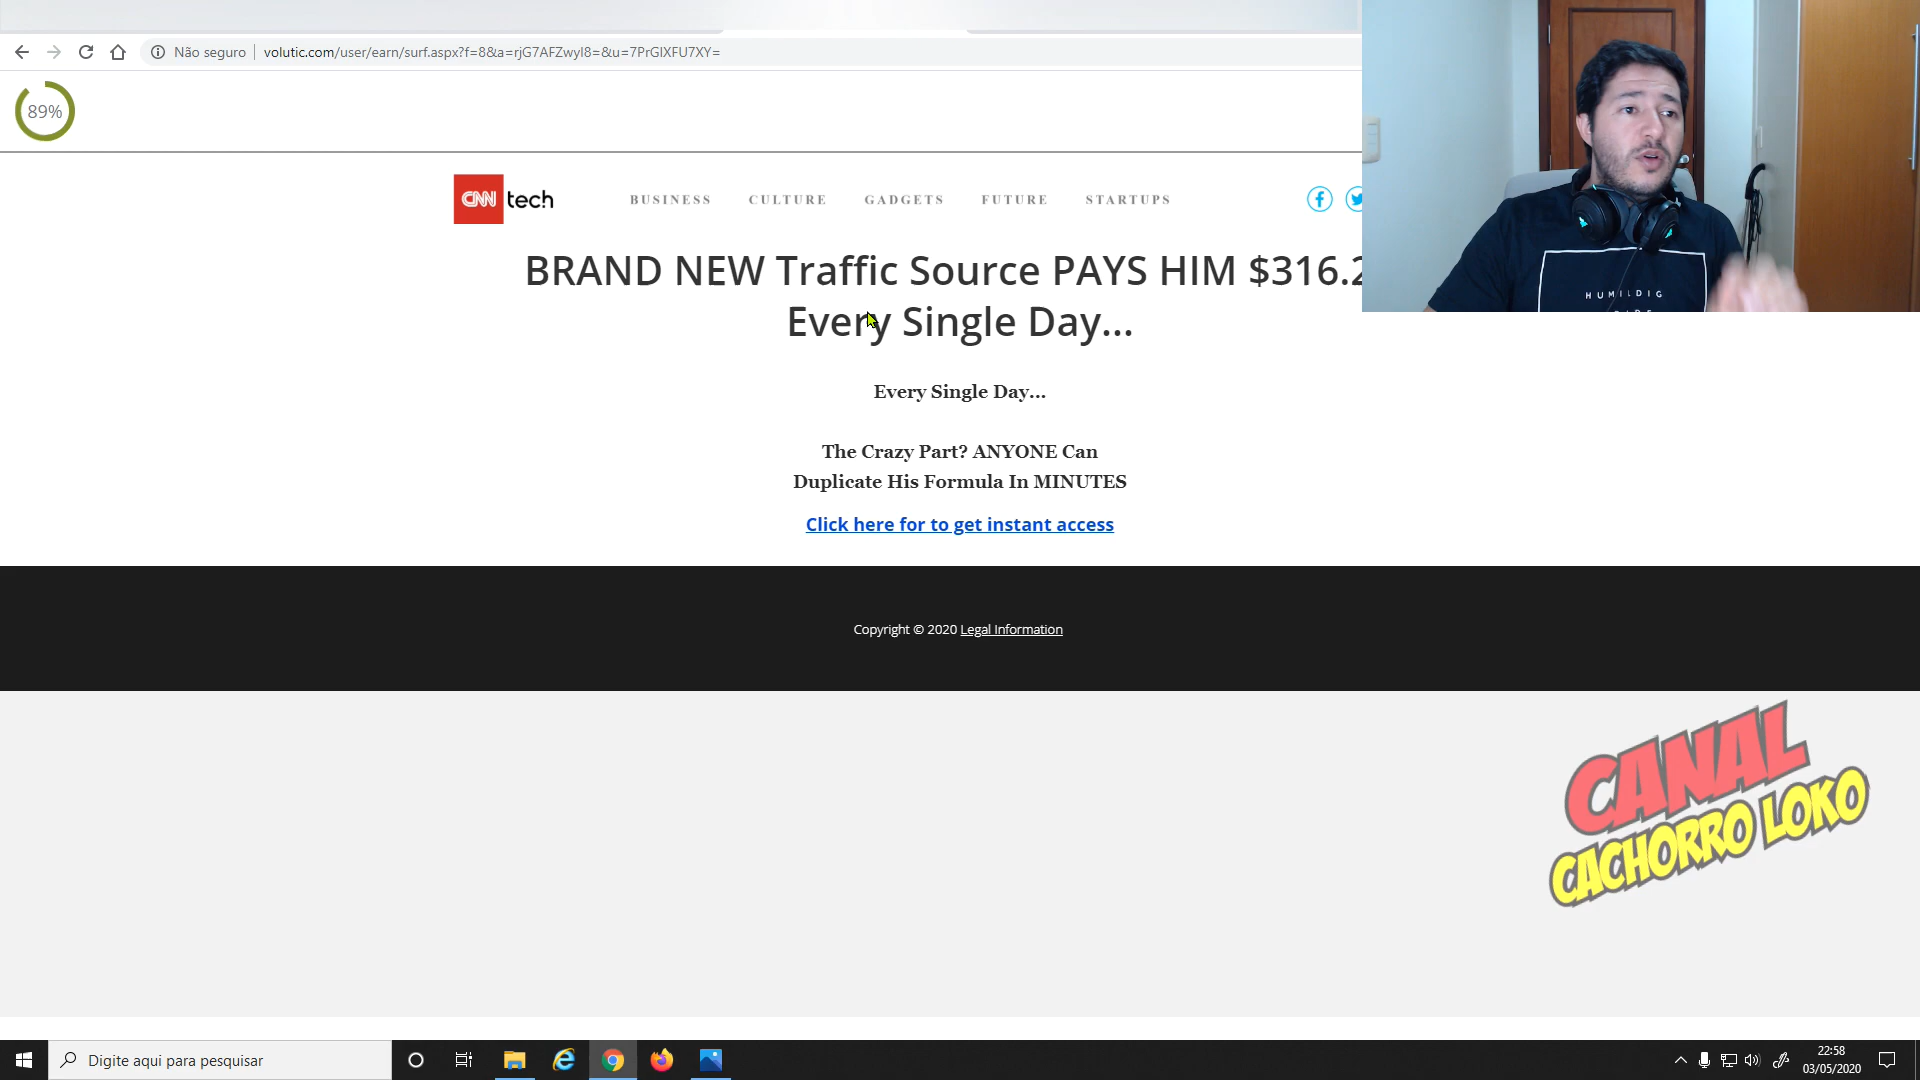 Não seguro
volutic.com/user/earn/surf.aspx?f=8&a=rjG7AFZwyI8=&u=7PrGIXFU7XY=
89%
CNN tech
BUSINESS CULTURE GADGETS FUTURE STARTUPS
BRAND NEW Traffic Source PAYS HIM $316.2
Every Single Day...
Every Single Day...
The Crazy Part? ANYONE Can
Duplicate His Formula In MINUTES
Click here for to get instant access
Copyright © 2020 Legal Information
HUMILDIG
CANAL
CACHORRO LOKO
Digite aqui para pesquisar
22:58
03/05/2020